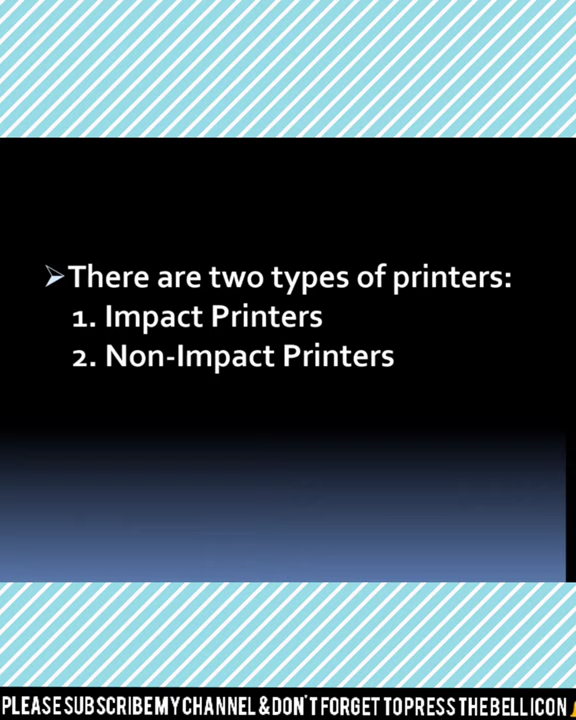 ➢There are two types of printers:
1. Impact Printers
2. Non-Impact Printers
PLEASE SUBSCRIBE MY CHANNEL & DON'T FORGET TO PRESS THE BELL ICON